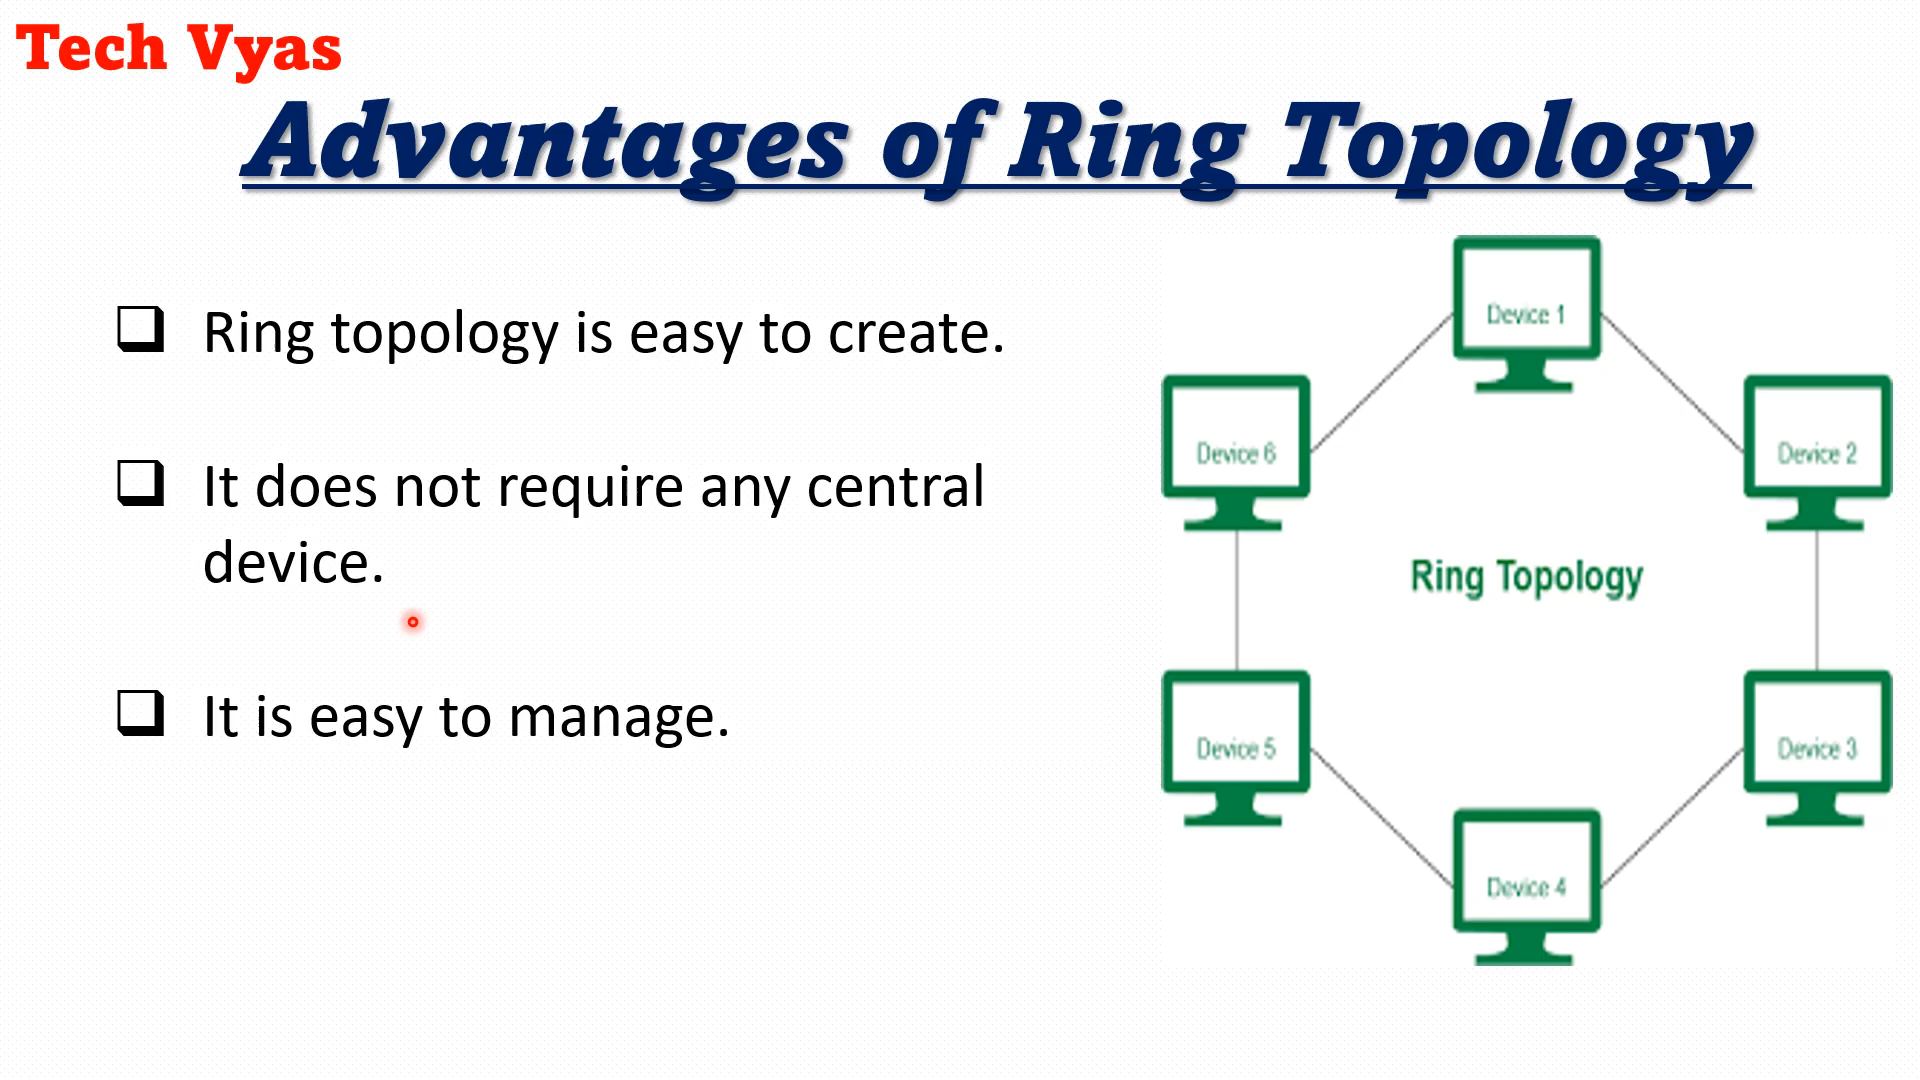 Tech Vyas
Advantages of Ring Topology
Ring topology is easy to create.
It does not require any central
device.
It is easy to manage.
Device 1
Device 6
Device 2
Ring Topology
Device 5
Device 3
Device 4